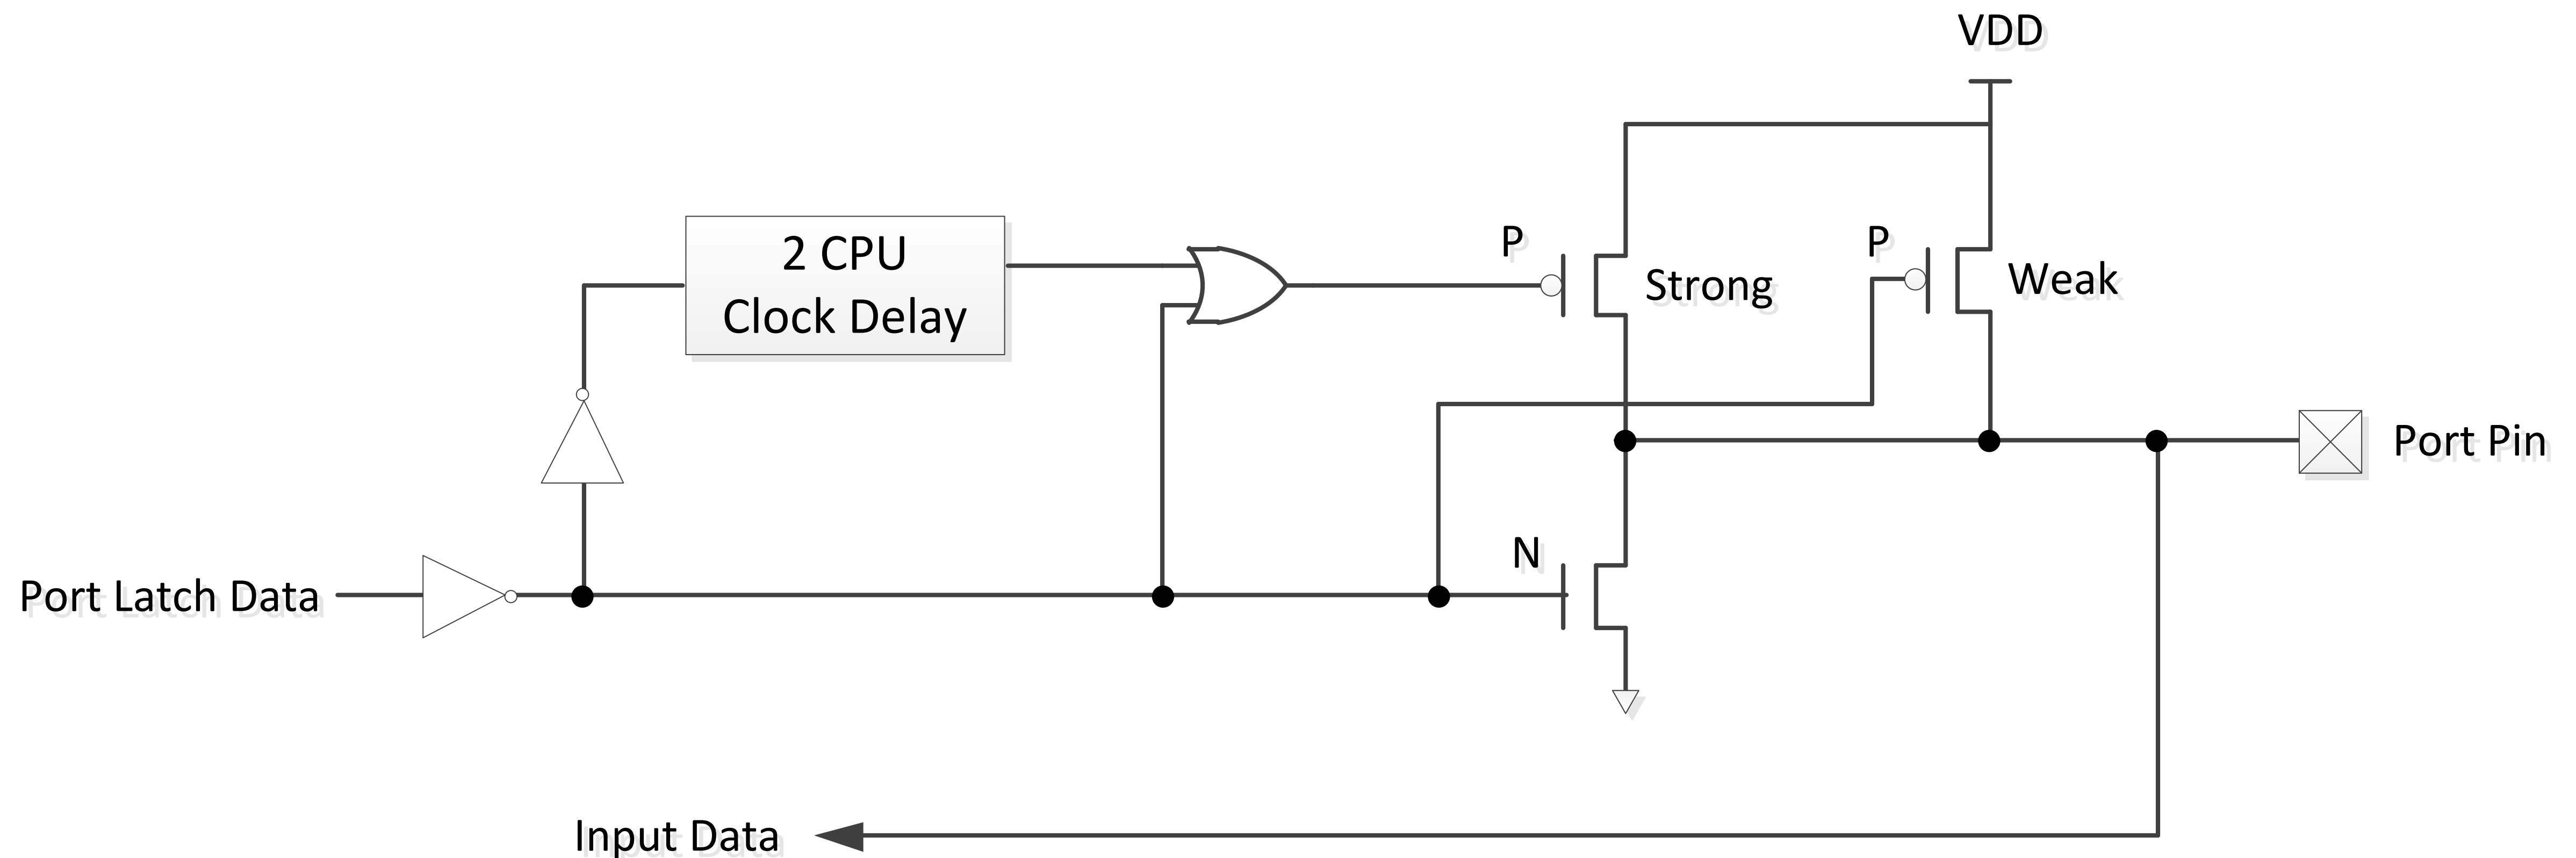 VDD
2 CPU
Clock Delay
P
Strong
P
Weak
Port Pin
N
Port Latch Data
Input Data